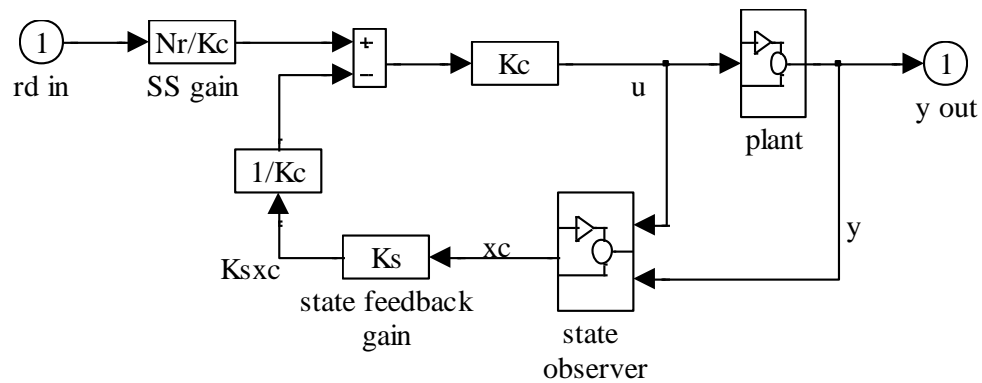 1
Nr/Kc
+
−
Kc
1
rd in
SS gain
u
y out
plant
1/Kc
y
Ks
xc
Ksxc
state feedback
gain
state
observer